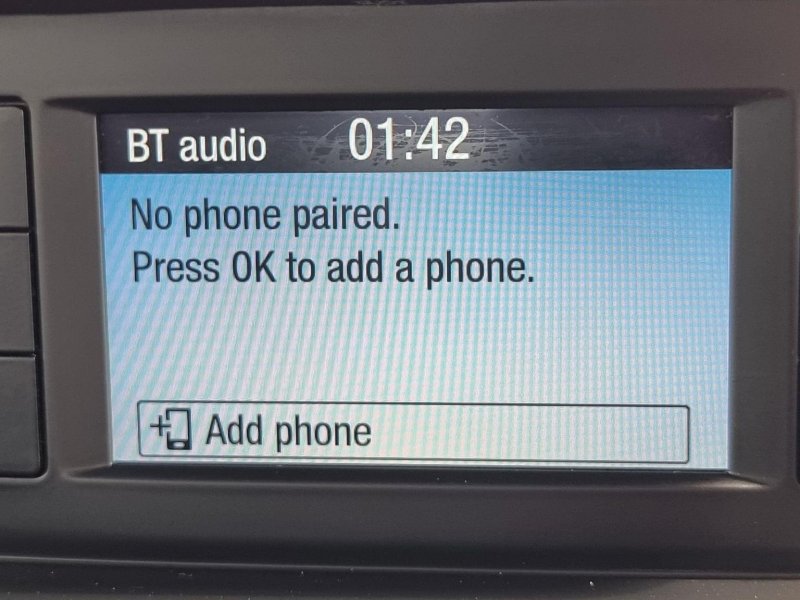 BT audio 01:42
No phone paired.
Press OK to add a phone.
Add phone